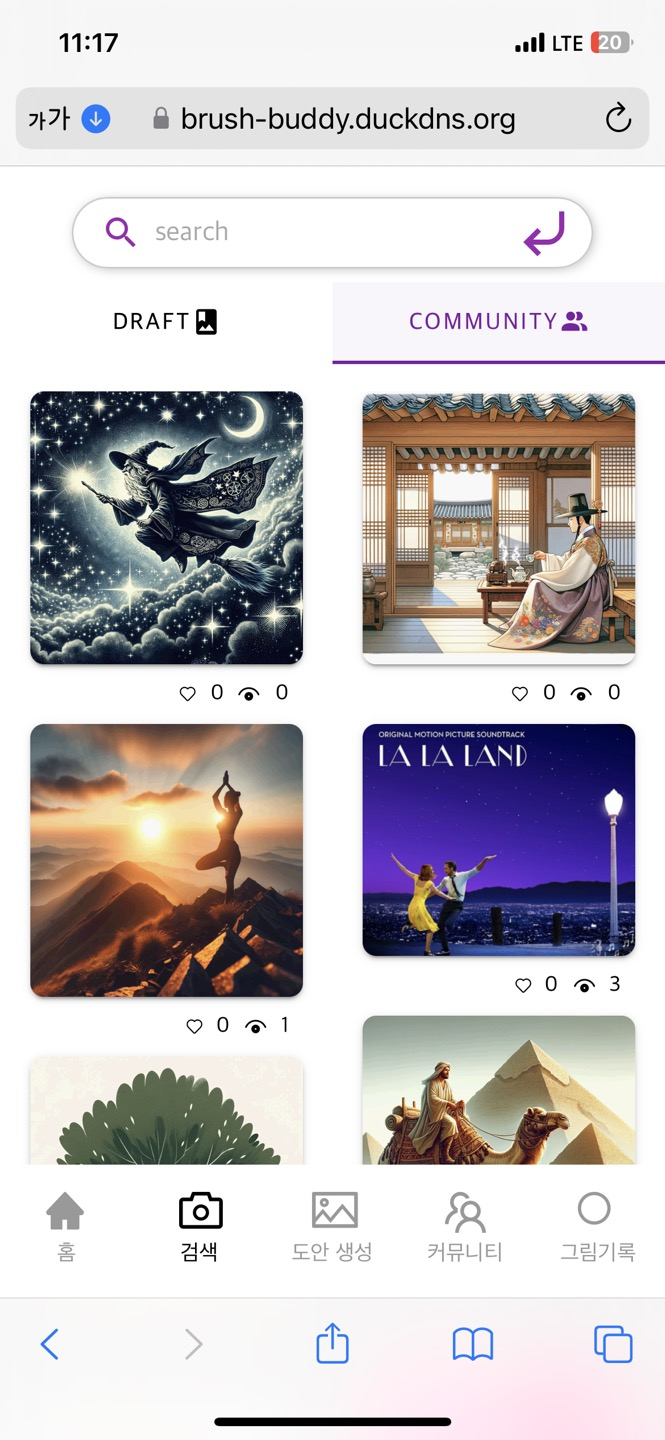 11:17
LTE 20
가가 brush-buddy.duckdns.org
search
DRAFT
COMMUNITY
0 0
0 0
ORIGINAL MOTION PICTURE SOUNDTRACK
LA LA LAND
0 3
0 1
홈 검색 도안 생성 커뮤니티 그림기록